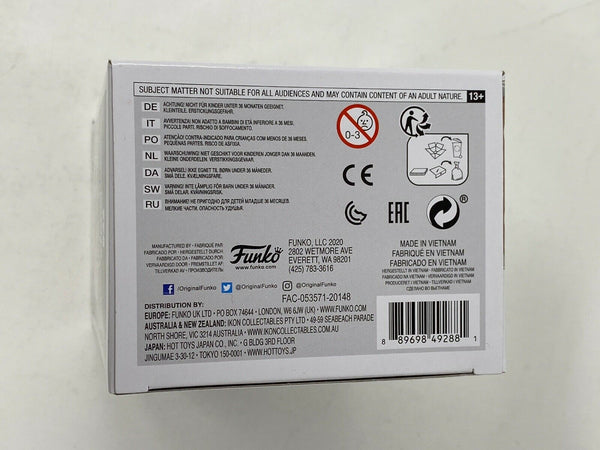 SUBJECT MATTER NOT SUITABLE FOR ALL AUDIENCES AND MAY CONTAIN CONTENT OF AN ADULT NATURE. 13+
DE ACHTUNG! NICHT FÜR KINDER UNTER 36 MONATEN GEEIGNET.
KLEINTEILE. ERSTICKUNGSGEFAHR.
IT AVVERTENZA! NON ADATTO A BAMBINI DI ETÀ INFERIORE A 36 MESI.
PICCOLE PARTI. RISCHIO DI SOFFOCAMENTO.
PO ATENÇÃO! CONTRA-INDICADO PARA CRIANÇAS COM MENOS DE 36 MESES.
PEQUENAS PARTES. RISCO DE ASFIXIA.
NL WAARSCHUWING! NIET GESCHIKT VOOR KINDEREN JONGER DAN 36 MAANDEN.
KLEINE ONDERDELEN. VERSTIKKINGSGEVAAR.
DA ADVARSEL! IKKE EGNET TIL BØRN UNDER 36 MÅNEDER.
SMÅ DELE. KVÆLNINGSFARE.
SW VARNING! INTE LÄMPLIG FÖR BARN UNDER 36 MÅNADER.
SMÅ DELAR. KVÄVNINGSRISK.
RU ВНИМАНИЕ! НЕ ПРИГОДНО ДЛЯ ДЕТЕЙ МЛАДШЕ 36 МЕСЯЦЕВ.
МЕЛКИЕ ЧАСТИ. ОПАСНОСТЬ УДУШЬЯ.
0-3
CE
EAC
®
MANUFACTURED BY • FABRIQUÉ PAR
FABRICADO POR • HERGESTELLT DURCH
FABRICADO DA • FABRICADO POR
VERVAARDIGD DOOR • FREMSTILLET AF
TILLVERKAD AV • ПРОИЗВОДИТЕЛЬ
Funko
www.funko.com
FUNKO, LLC 2020
2802 WETMORE AVE
EVERETT, WA 98201
(425) 783-3616
MADE IN VIETNAM
FABRIQUÉ EN VIETNAM
FABRICADO EN VIETNAM
HERGESTELLT IN VIETNAM • FABBRICATO IN VIETNAM
FABRICADO NO VIETNAM • VERVAARDIGD IN VIETNAM
PRODUCERET I VIETNAM • TILLVERKAD I VIETNAM
СДЕЛАНО ВО ВЬЕТНАМЕ
/OriginalFunko @OriginalFunko @OriginalFunko
FAC-053571-20148
DISTRIBUTION BY:
EUROPE: FUNKO UK LTD • PO BOX 74644 • LONDON, W6 6JW (UK) • WWW.FUNKO.COM
AUSTRALIA & NEW ZEALAND: IKON COLLECTABLES PTY LTD • 49-59 SEABEACH PARADE
NORTH SHORE, VIC 3214 AUSTRALIA • WWW.IKONCOLLECTABLES.COM.AU
JAPAN: HOT TOYS JAPAN CO., INC. • G BLDG 3RD FLOOR
JINGUMAE 3-30-12 • TOKYO 150-0001 • WWW.HOTTOYS.JP
8 89698 49288 1